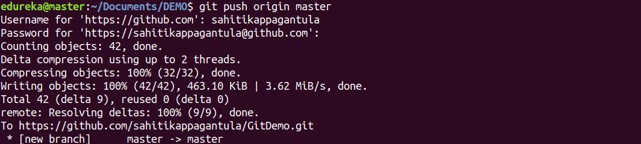 edureka@master:~/Documents/DEMO$ git push origin master
Username for 'https://github.com': sahitikappagantula
Password for 'https://sahitikappagantula@github.com':
Counting objects: 42, done.
Delta compression using up to 2 threads.
Compressing objects: 100% (32/32), done.
Writing objects: 100% (42/42), 463.10 KiB | 3.62 MiB/s, done.
Total 42 (delta 9), reused 0 (delta 0)
remote: Resolving deltas: 100% (9/9), done.
To https://github.com/sahitikappagantula/GitDemo.git
 * [new branch]      master -> master